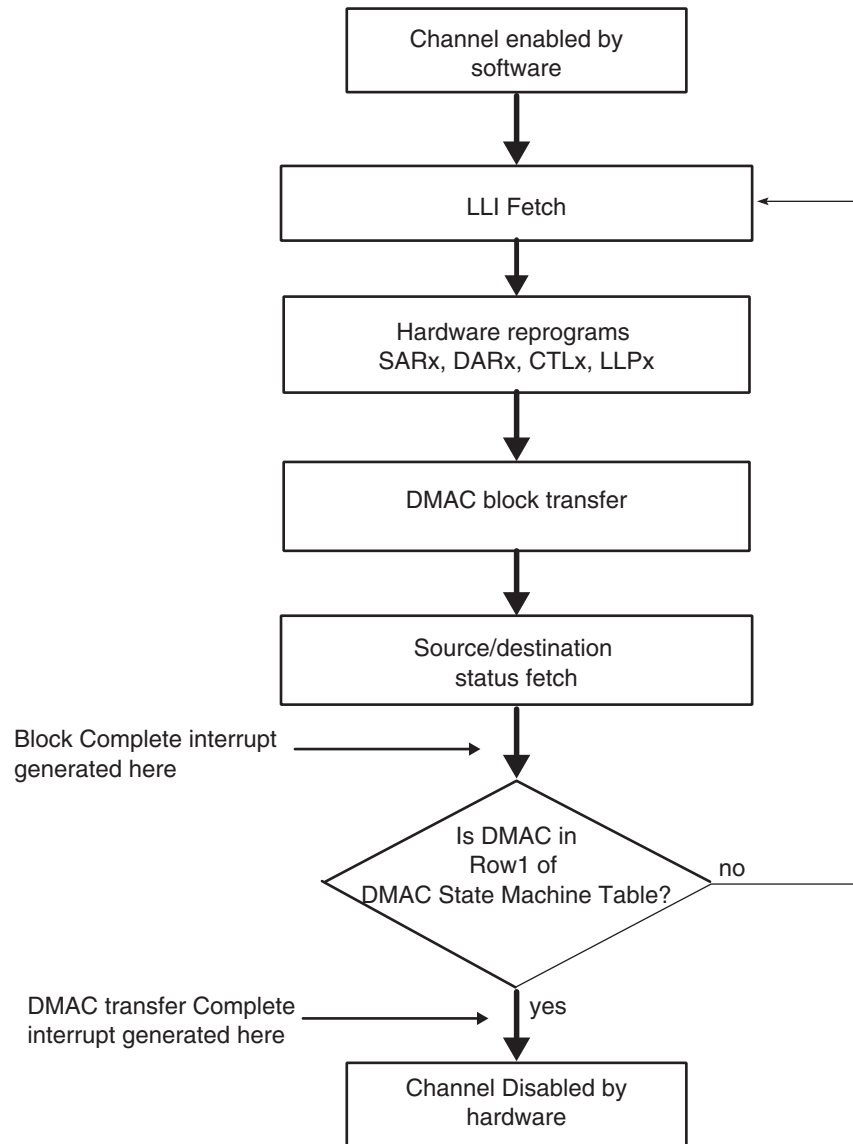 Channel enabled by
software
LLI Fetch
Hardware reprograms
SARx, DARx, CTLx, LLPx
DMAC block transfer
Source/destination
status fetch
Block Complete interrupt
generated here
Is DMAC in
Row1 of
DMAC State Machine Table?
no
DMAC transfer Complete
interrupt generated here
yes
Channel Disabled by
hardware